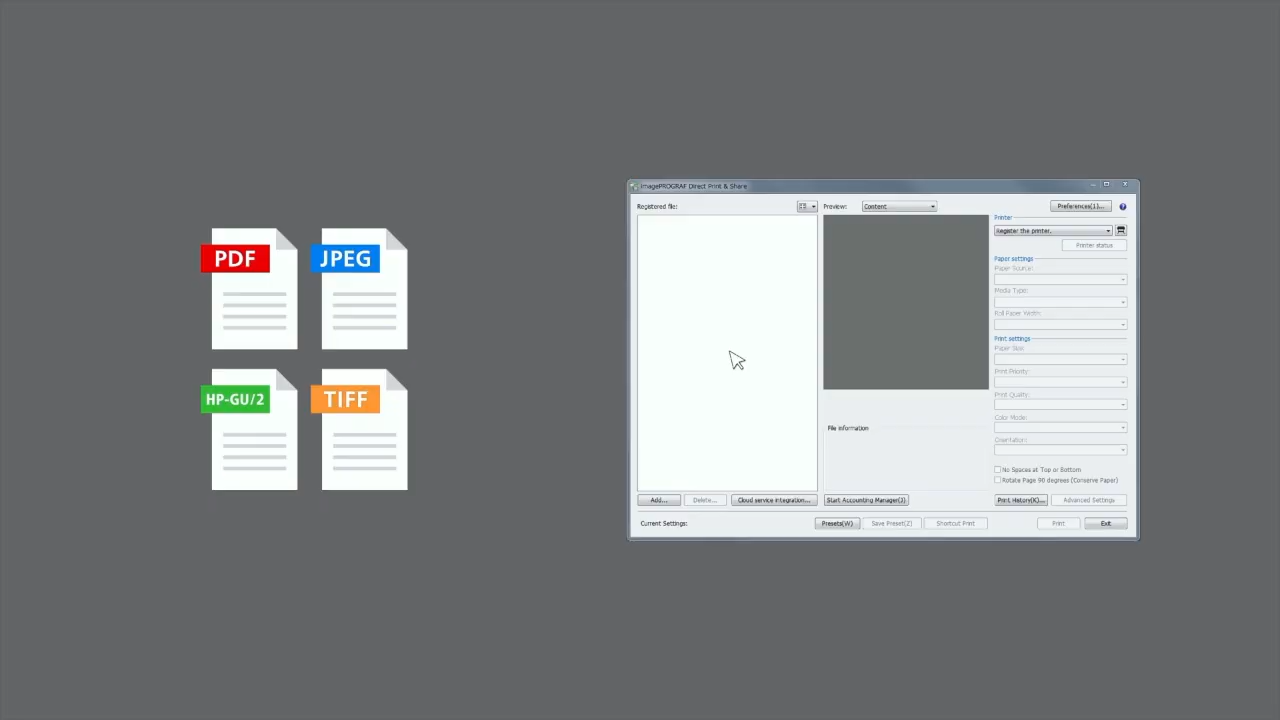 PDF
JPEG
HP-GU/2
TIFF
imagePROGRAF Direct Print & Share
Registered file:
Preview:
Content
Preferences(1)...
Printer
Register the printer.
Printer status
Paper settings
Paper Source:
Media Type:
Roll Paper Width:
Print settings
Paper Size:
Print Priority:
Print Quality:
Color Mode:
Orientation:
File information
No Spaces at Top or Bottom
Rotate Page 90 degrees (Conserve Paper)
Add...
Delete...
Cloud service integration...
Start Accounting Manager(J)
Print History(K)...
Advanced Settings
Current Settings:
Presets(W)
Save Preset(Z)
Shortcut Print
Print
Exit